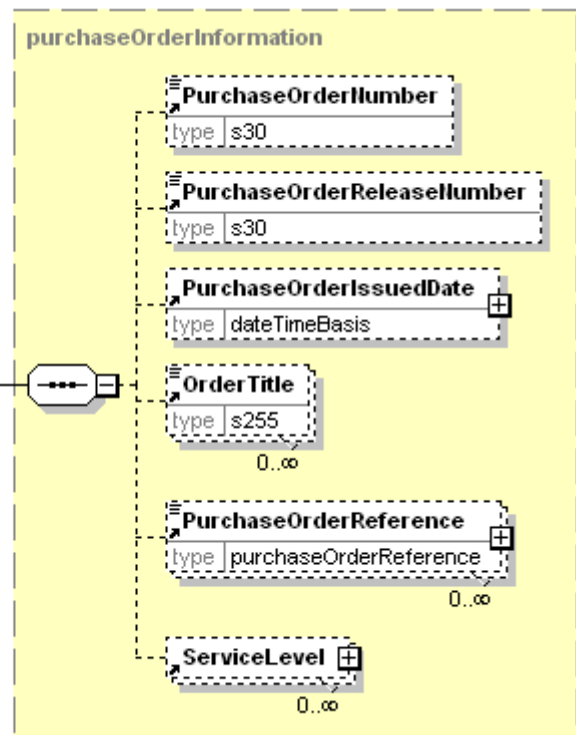 purchaseOrderInformation
PurchaseOrderNumber
type s30
PurchaseOrderReleaseNumber
type s30
PurchaseOrderIssuedDate
type dateTimeBasis
OrderTitle
type s255
0..∞
PurchaseOrderReference
type purchaseOrderReference
0..∞
ServiceLevel
0..∞